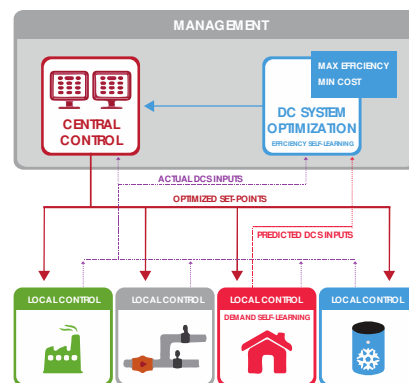 MANAGEMENT
MAX EFFICIENCY
MIN COST
CENTRAL
CONTROL
DC SYSTEM
OPTIMIZATION
EFFICIENCY SELF-LEARNING
ACTUAL DCS INPUTS
OPTIMIZED SET-POINTS
PREDICTED DCS INPUTS
LOCAL CONTROL
LOCAL CONTROL
LOCAL CONTROL
DEMAND SELF-LEARNING
LOCAL CONTROL